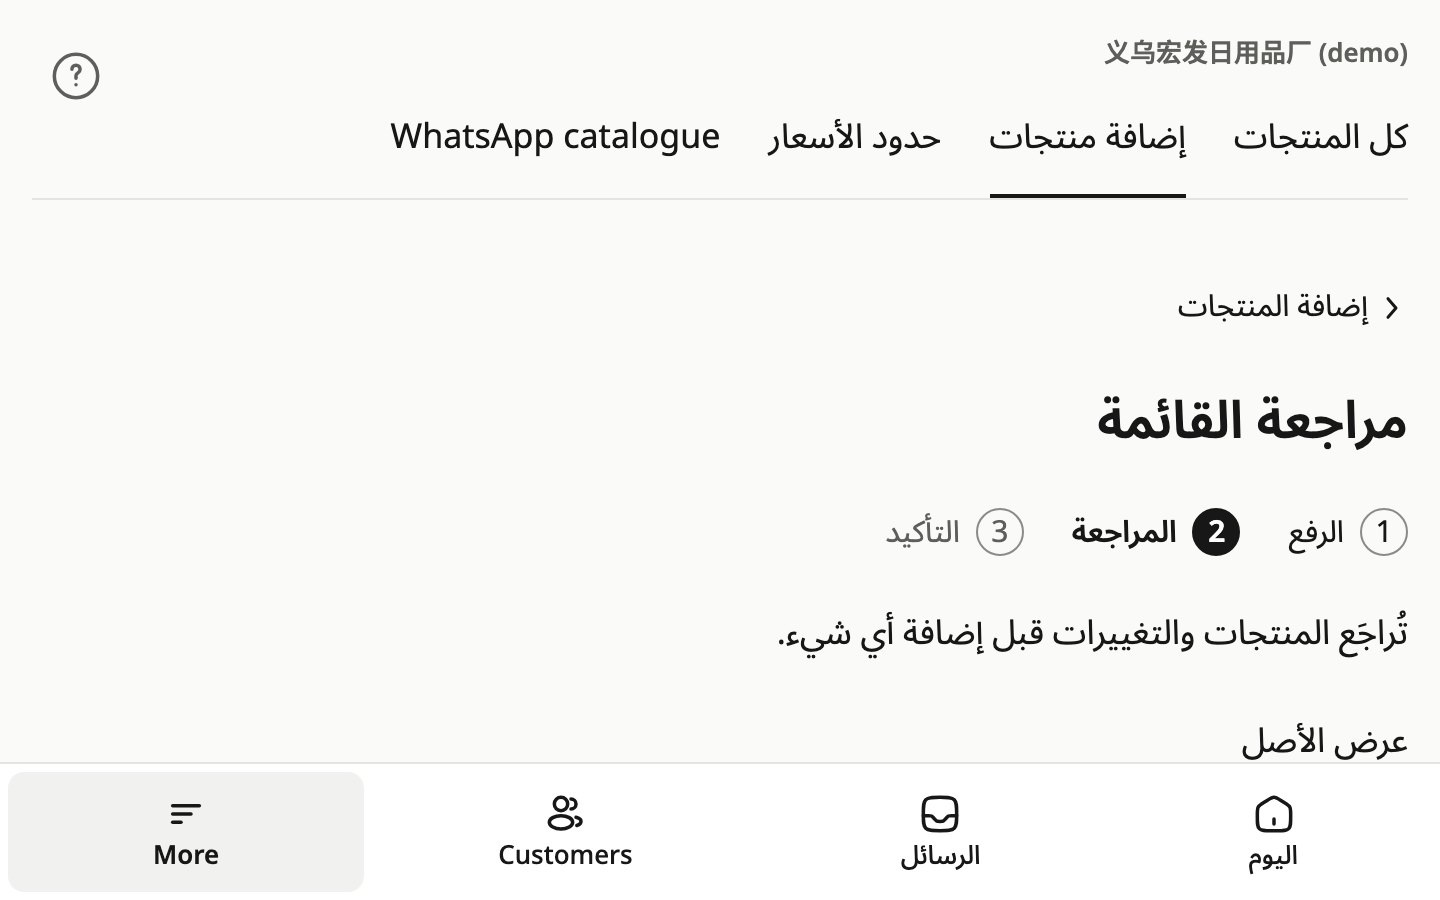 义乌宏发日用品厂 (demo)
كل المنتجات
إضافة منتجات
حدود الأسعار
WhatsApp catalogue
إضافة المنتجات
مراجعة القائمة
1 الرفع
2 المراجعة
3 التأكيد
تُراجَع المنتجات والتغييرات قبل إضافة أي شيء.
عرض الأصل
اليوم
الرسائل
Customers
More